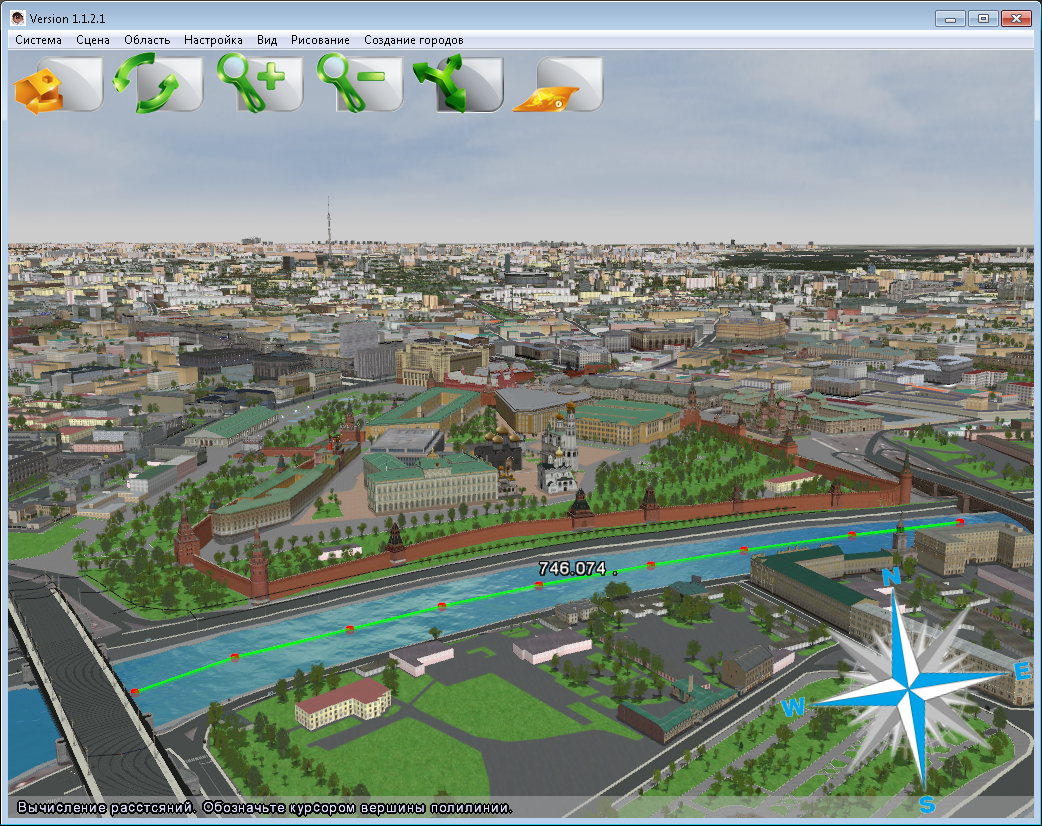 Version 1.1.2.1
Система Сцена Область Настройка Вид Рисование Создание городов
746.074 .
N
E
W
S
Вычисление расстсяний. Обозначьте курсором вершины полилинии.